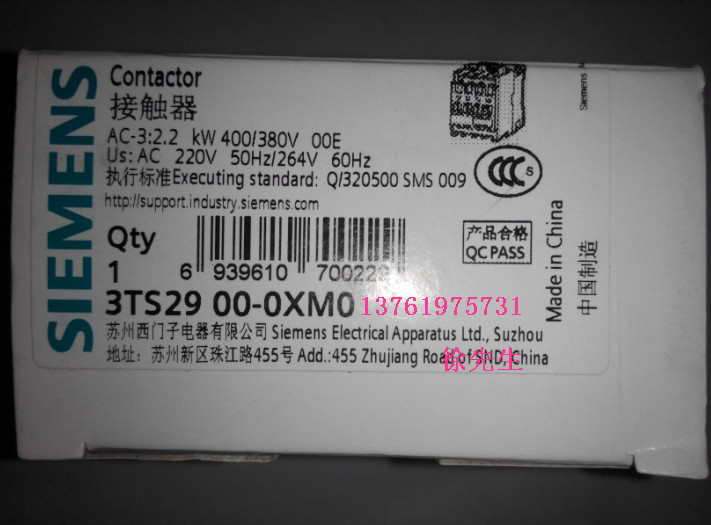 SIEMENS
Contactor
接触器
AC-3:2.2 kW 400/380V 00E
Us: AC 220V 50Hz/264V 60Hz
执行标准Executing standard: Q/320500 SMS 009
http://support.industry.siemens.com
CCC S
Qty
1
6 939610 700228
产品合格
QC PASS
3TS29 00-0XM0 13761975731
苏州西门子电器有限公司 Siemens Electrical Apparatus Ltd., Suzhou
地址: 苏州新区珠江路455号 Add.:455 Zhujiang Road of SND, China
徐先生
Made in China
中国制造
Siemens